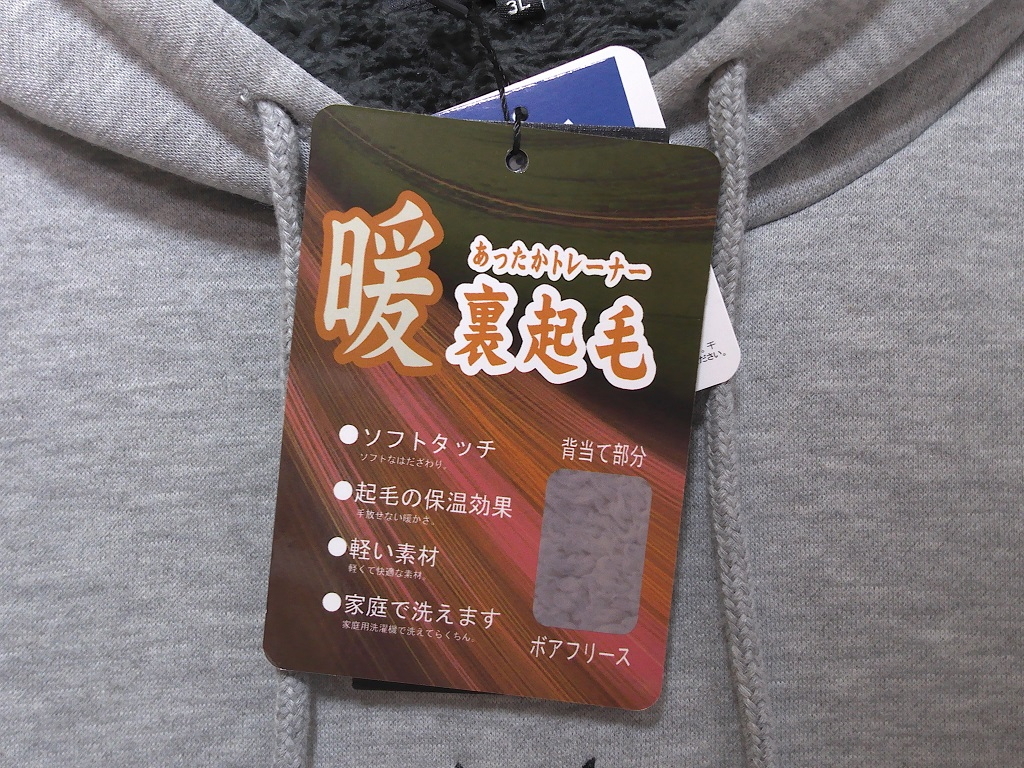 3L
暖
あったかトレーナー
裏起毛
●ソフトタッチ
ソフトなはだざわり。
●起毛の保温効果
手放せない暖かさ。
●軽い素材
軽くて快適な素材。
●家庭で洗えます
家庭用洗濯機で洗えてらくちん。
背当て部分
ボアフリース
。干
ださい。